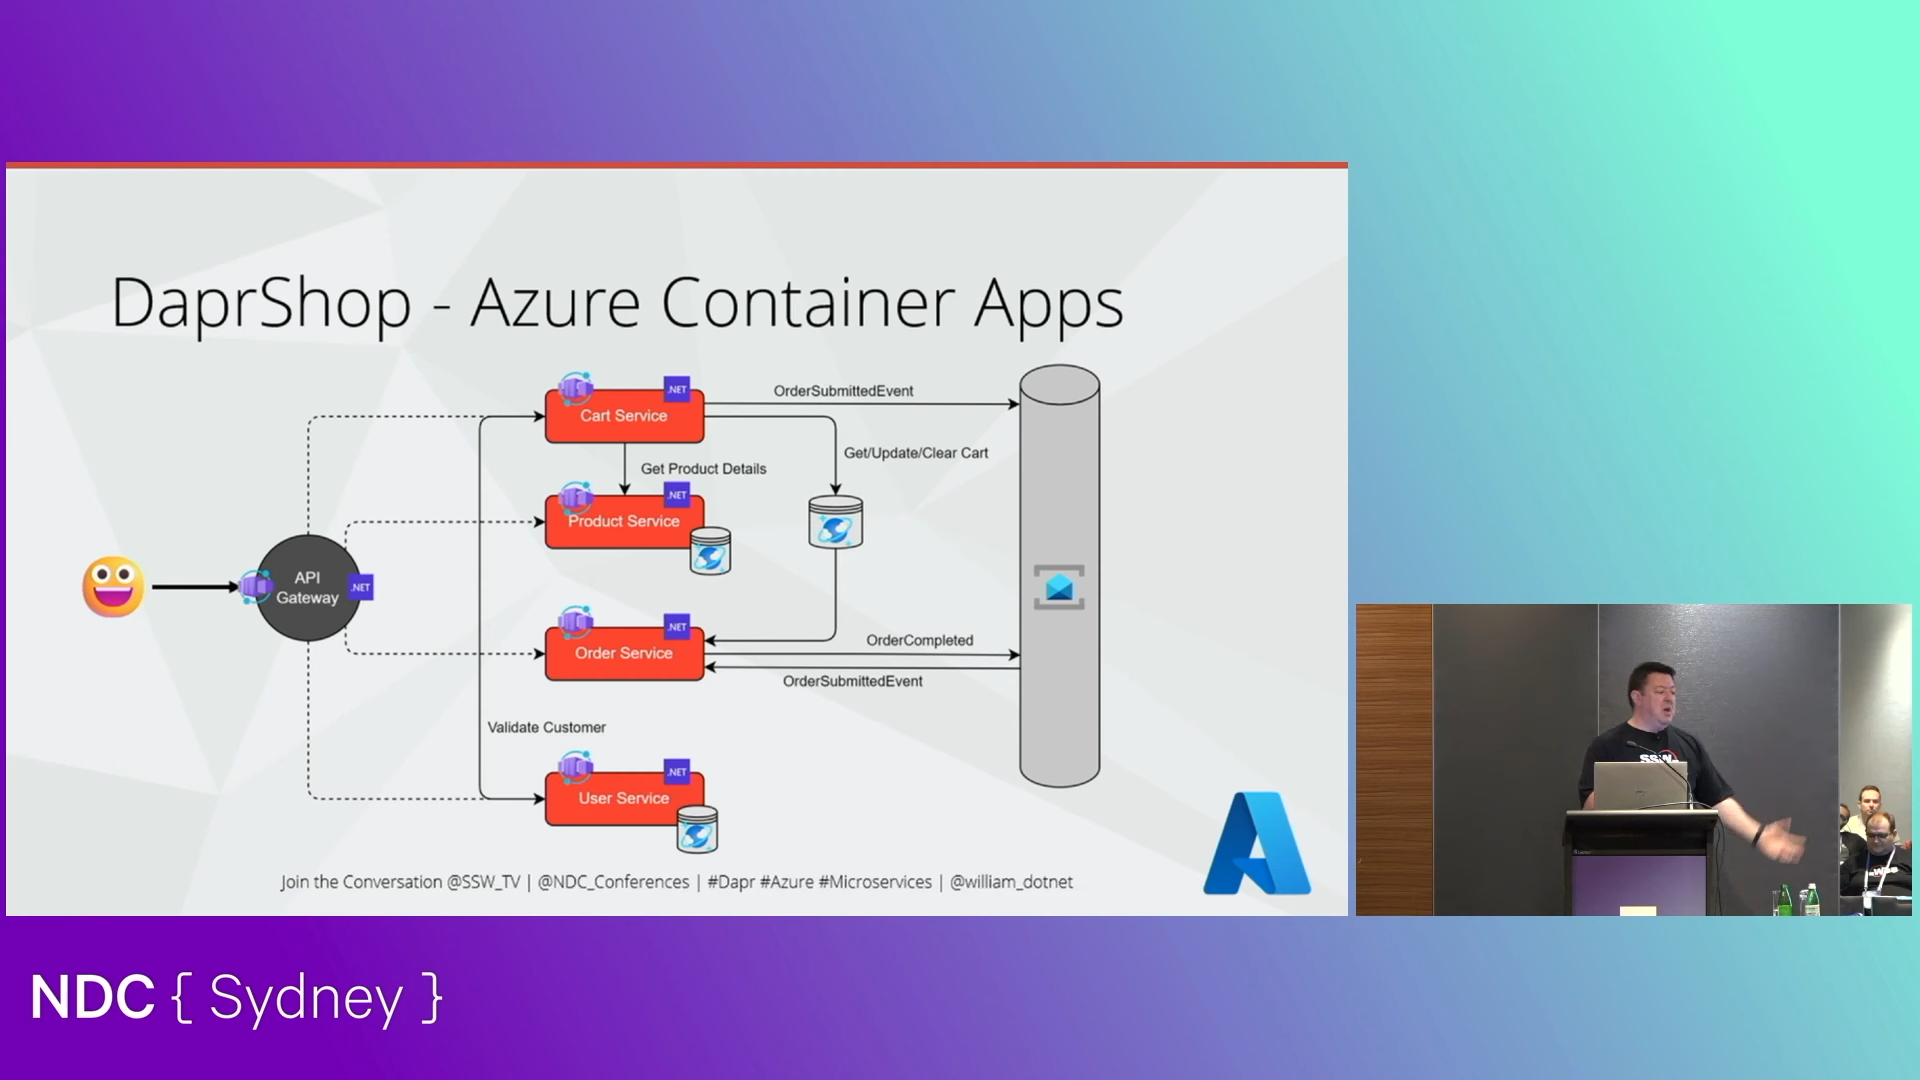 DaprShop - Azure Container Apps
.NET
Cart Service
OrderSubmittedEvent
Get/Update/Clear Cart
Get Product Details
.NET
Product Service
API
Gateway
.NET
.NET
Order Service
OrderCompleted
OrderSubmittedEvent
Validate Customer
.NET
User Service
Join the Conversation @SSW_TV | @NDC_Conferences | #Dapr #Azure #Microservices | @william_dotnet
SSW
NDC { Sydney }